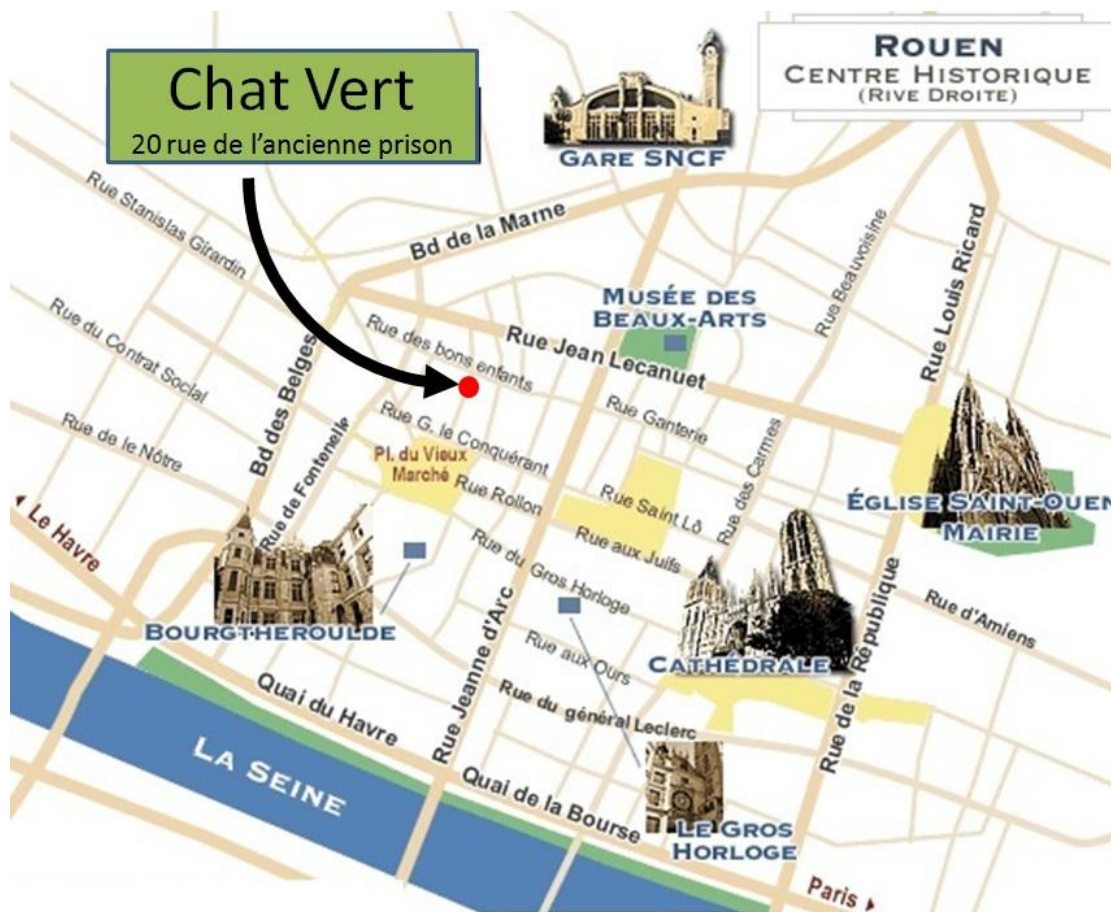 ROUEN
CENTRE HISTORIQUE
(RIVE DROITE)
Chat Vert
20 rue de l'ancienne prison
GARE SNCF
Rue Stanislas Girardin
Bd de la Marne
Rue Beauvoisine
Rue Louis Ricard
MUSÉE DES
BEAUX-ARTS
Rue du Contrat Social
Rue des bons enfants
Rue Jean Lecanuet
Bd des Belges
Rue Ganterie
Rue de le Nôtre
Rue G. le Conquérant
Pl. du Vieux
Marché
Rue de Fontenelle
Rue Rollon
Rue Saint Lô
Rue des Carmes
ÉGLISE SAINT-OUEN
MAIRIE
Le Havre
Rue aux Juifs
Rue du Gros Horloge
Rue d'Amiens
BOURGTHEROULDE
Rue Jeanne d'Arc
Rue aux Ours
CATHÉDRALE
Rue de la République
Quai du Havre
Rue du général Leclerc
LA SEINE
Quai de la Bourse
LE GROS
HORLOGE
Paris